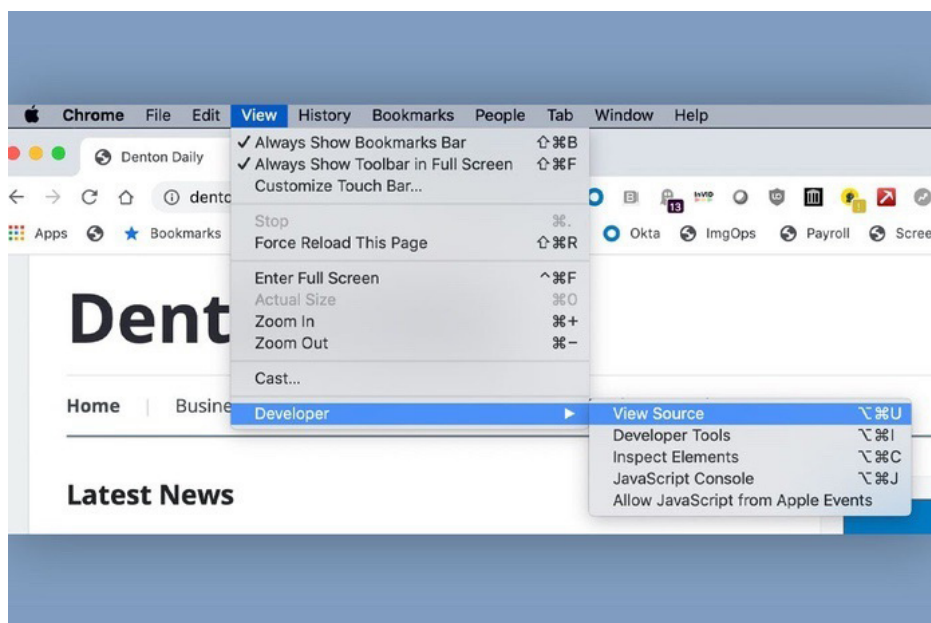 Chrome File Edit View History Bookmarks People Tab Window Help
Denton Daily
Apps Bookmarks Okta ImgOps Payroll
✓ Always Show Bookmarks Bar ⇧⌘B
✓ Always Show Toolbar in Full Screen ⇧⌘F
Customize Touch Bar...
Stop ⌘.
Force Reload This Page ⇧⌘R
Enter Full Screen ^⌘F
Actual Size ⌘0
Zoom In ⌘+
Zoom Out ⌘−
Cast...
Developer ▶
View Source ⌥⌘U
Developer Tools ⌥⌘I
Inspect Elements ⌥⌘C
JavaScript Console ⌥⌘J
Allow JavaScript from Apple Events
13
InVID
Dent
Home Busine
Latest News